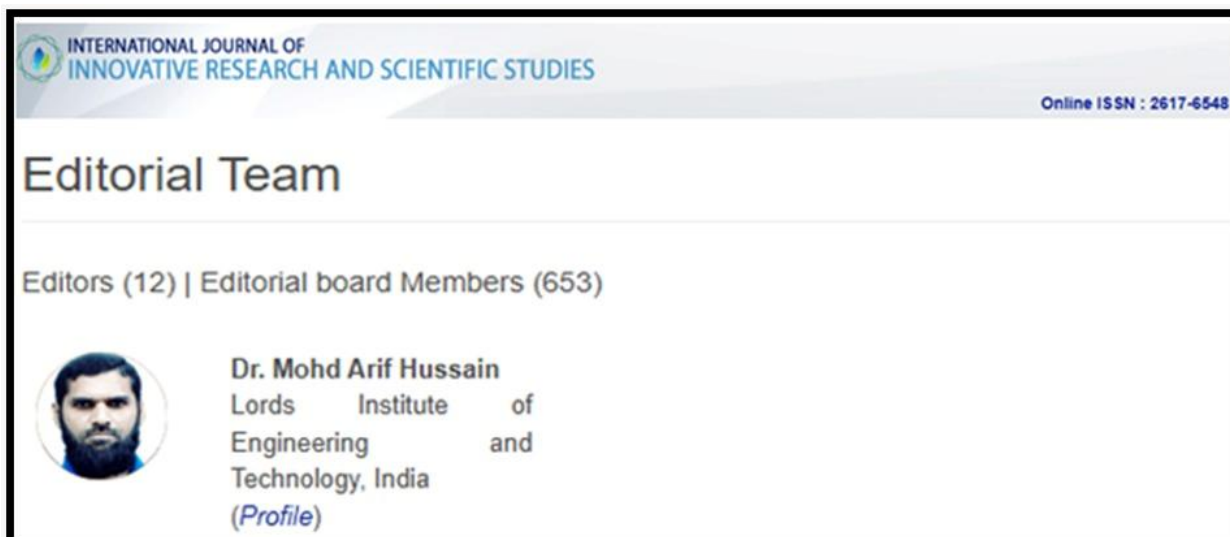 INTERNATIONAL JOURNAL OF
INNOVATIVE RESEARCH AND SCIENTIFIC STUDIES
Online ISSN : 2617-6548
Editorial Team
Editors (12) | Editorial board Members (653)
Dr. Mohd Arif Hussain
Lords Institute of
Engineering and
Technology, India
(Profile)